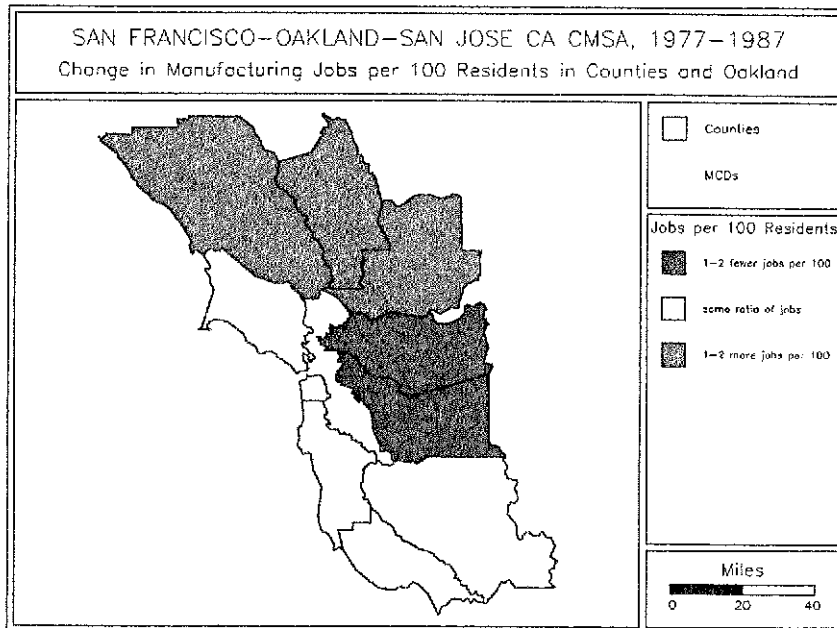 SAN FRANCISCO-OAKLAND-SAN JOSE CA CMSA, 1977-1987
Change in Manufacturing Jobs per 100 Residents in Counties and Oakland
Counties
MCDs
Jobs per 100 Residents
1-2 fewer jobs per 100
same ratio of jobs
1-2 more jobs per 100
Miles
0 20 40